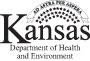 AD ASTRA PER ASPERA
Kansas
Department of Health
and Environment